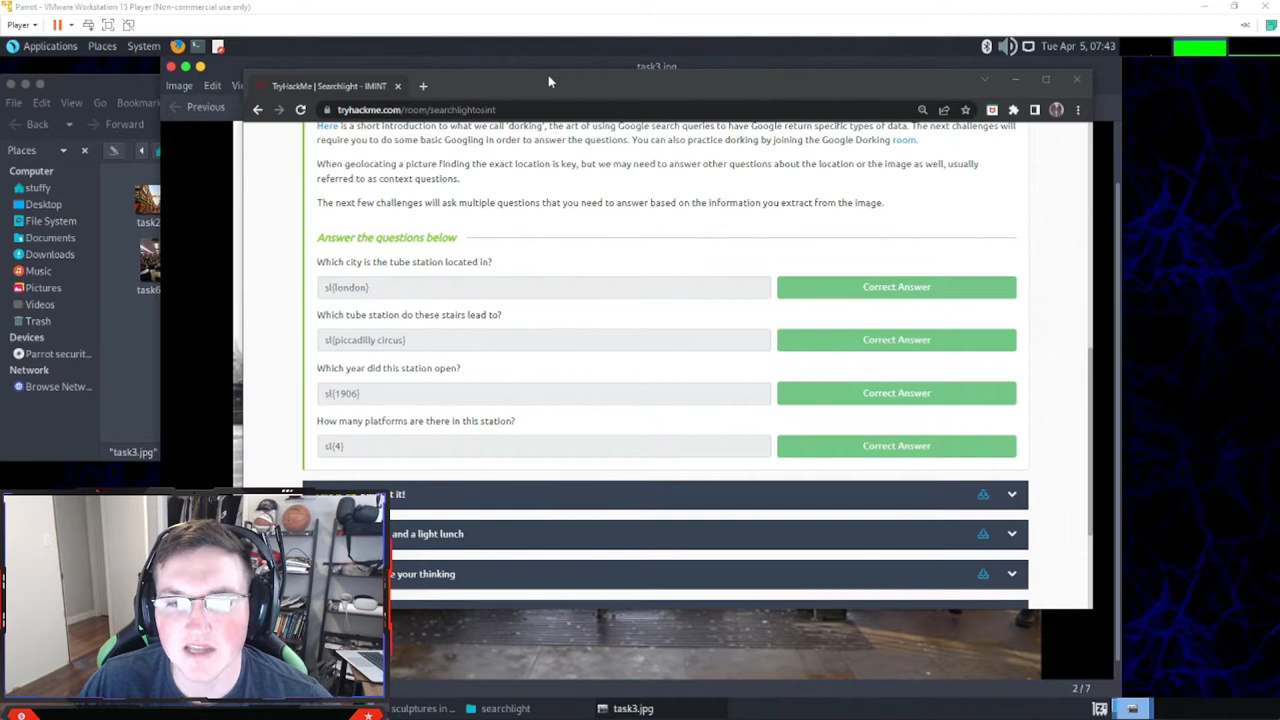 Parrot - VMware Workstation 15 Player (Non-commercial use only)
Player
Applications Places System
Tue Apr 5, 07:43
task3.jpg
TryHackMe | Searchlight - IMINT
Image Edit
File Edit View Go Bookmar
Previous
tryhackme.com/room/searchlightosint
Back Forward
Here is a short introduction to what we call 'dorking', the art of using Google search queries to have Google return specific types of data. The next challenges will
require you to do some basic Googling in order to answer the questions. You can also practice dorking by joining the Google Dorking room.
Places
When geolocating a picture finding the exact location is key, but we may need to answer other questions about the location or the image as well, usually
referred to as context questions.
Computer
stuffy
Desktop
File System
Documents
Downloads
Music
Pictures
Videos
Trash
Devices
Parrot securit...
Network
Browse Netw...
task2
task6
"task3.jpg"
The next few challenges will ask multiple questions that you need to answer based on the information you extract from the image.
Answer the questions below
Which city is the tube station located in?
sl{london}
Correct Answer
Which tube station do these stairs lead to?
sl{piccadilly circus}
Correct Answer
Which year did this station open?
sl{1906}
Correct Answer
How many platforms are there in this station?
sl{4}
Correct Answer
it!
and a light lunch
your thinking
2/7
sculptures in ...
searchlight
task3.jpg